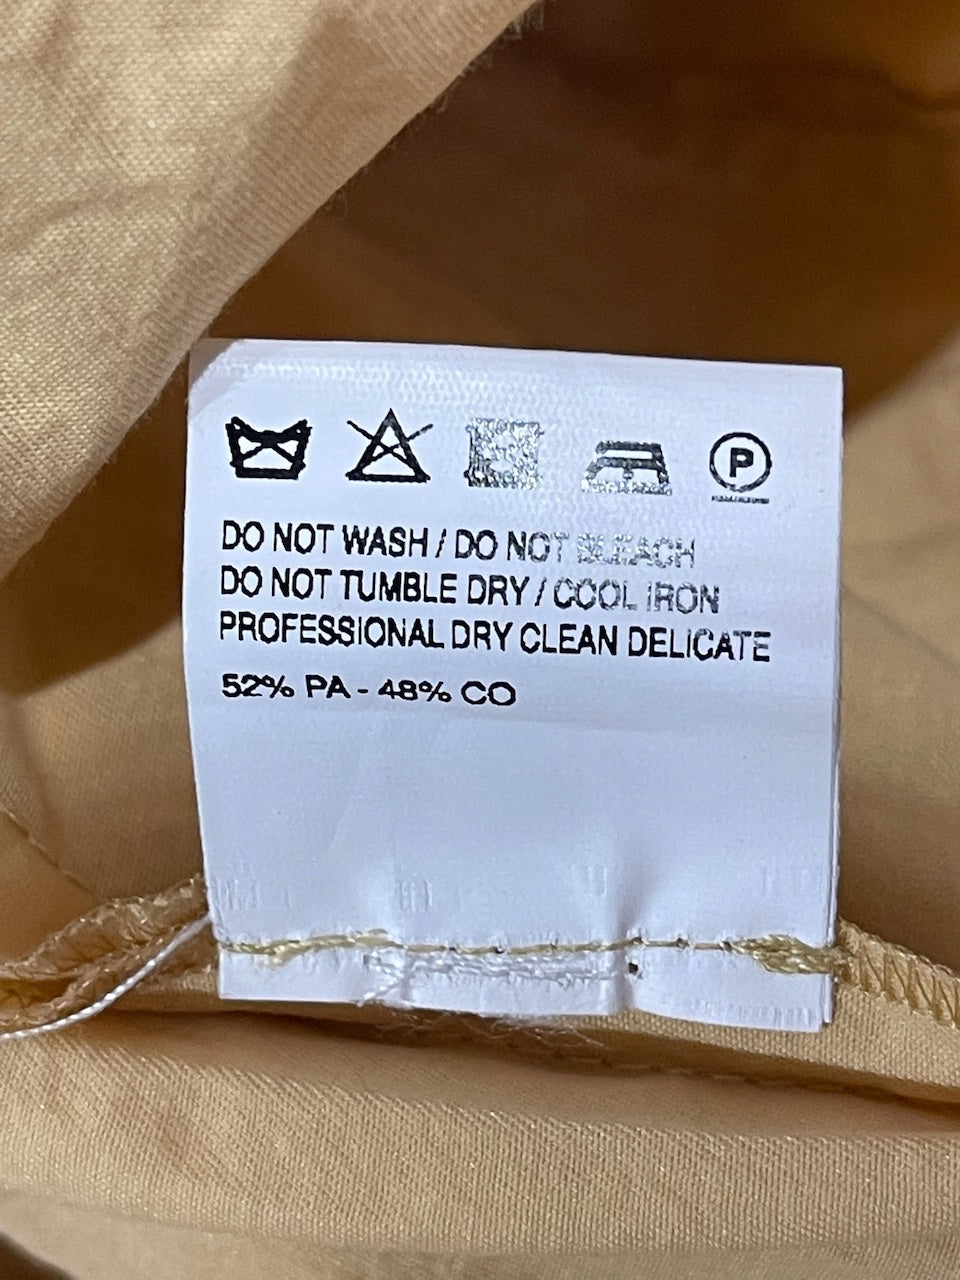 P
DO NOT WASH / DO NOT BLEACH
DO NOT TUMBLE DRY / COOL IRON
PROFESSIONAL DRY CLEAN DELICATE
52% PA - 48% CO